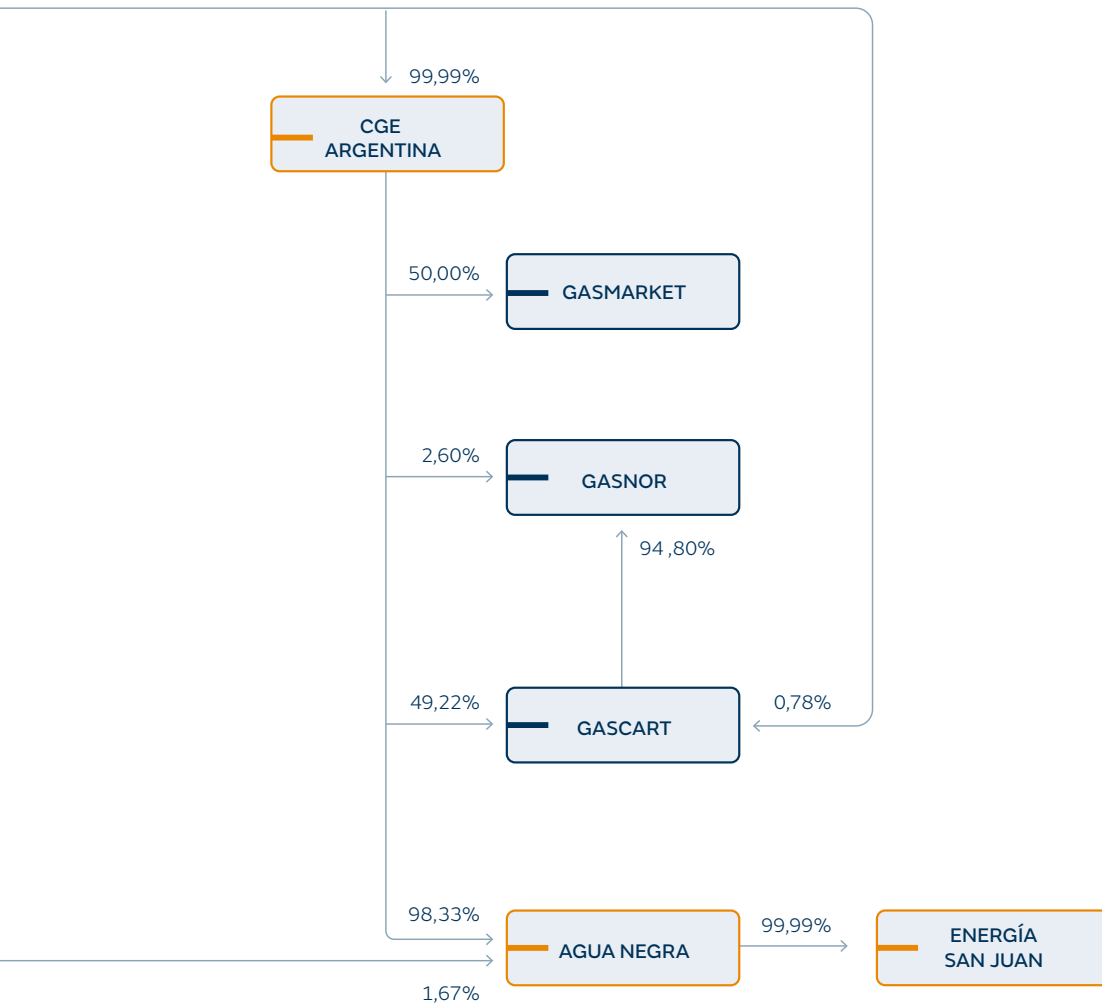 99,99%
CGE
ARGENTINA
50,00%
GASMARKET
2,60%
GASNOR
94 ,80%
49,22%
GASCART
0,78%
98,33%
AGUA NEGRA
99,99%
ENERGÍA
SAN JUAN
1,67%